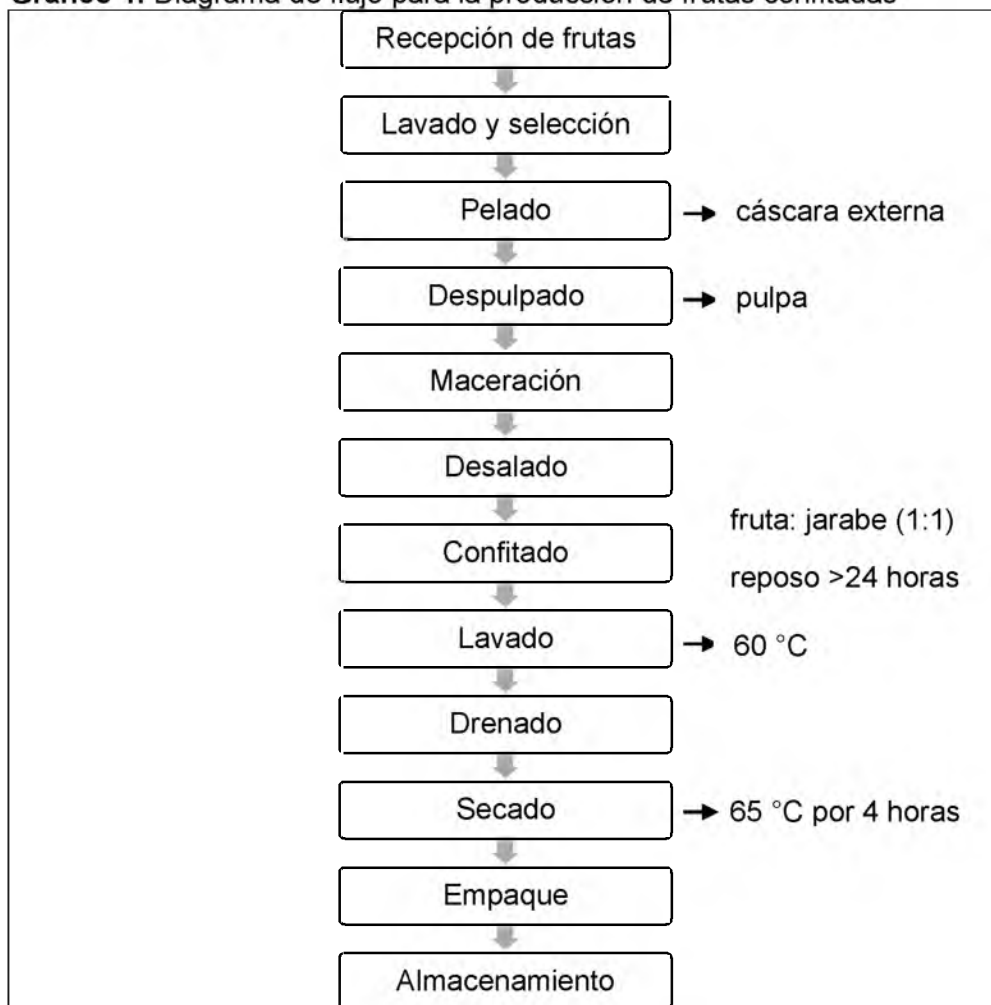 Gráfico 1. Diagrama de flujo para la producción de frutas confitadas
Recepción de frutas
Lavado y selección
Pelado
cáscara externa
Despulpado
pulpa
Maceración
Desalado
fruta: jarabe (1:1)
Confitado
reposo >24 horas
Lavado
60 °C
Drenado
Secado
65 °C por 4 horas
Empaque
Almacenamiento